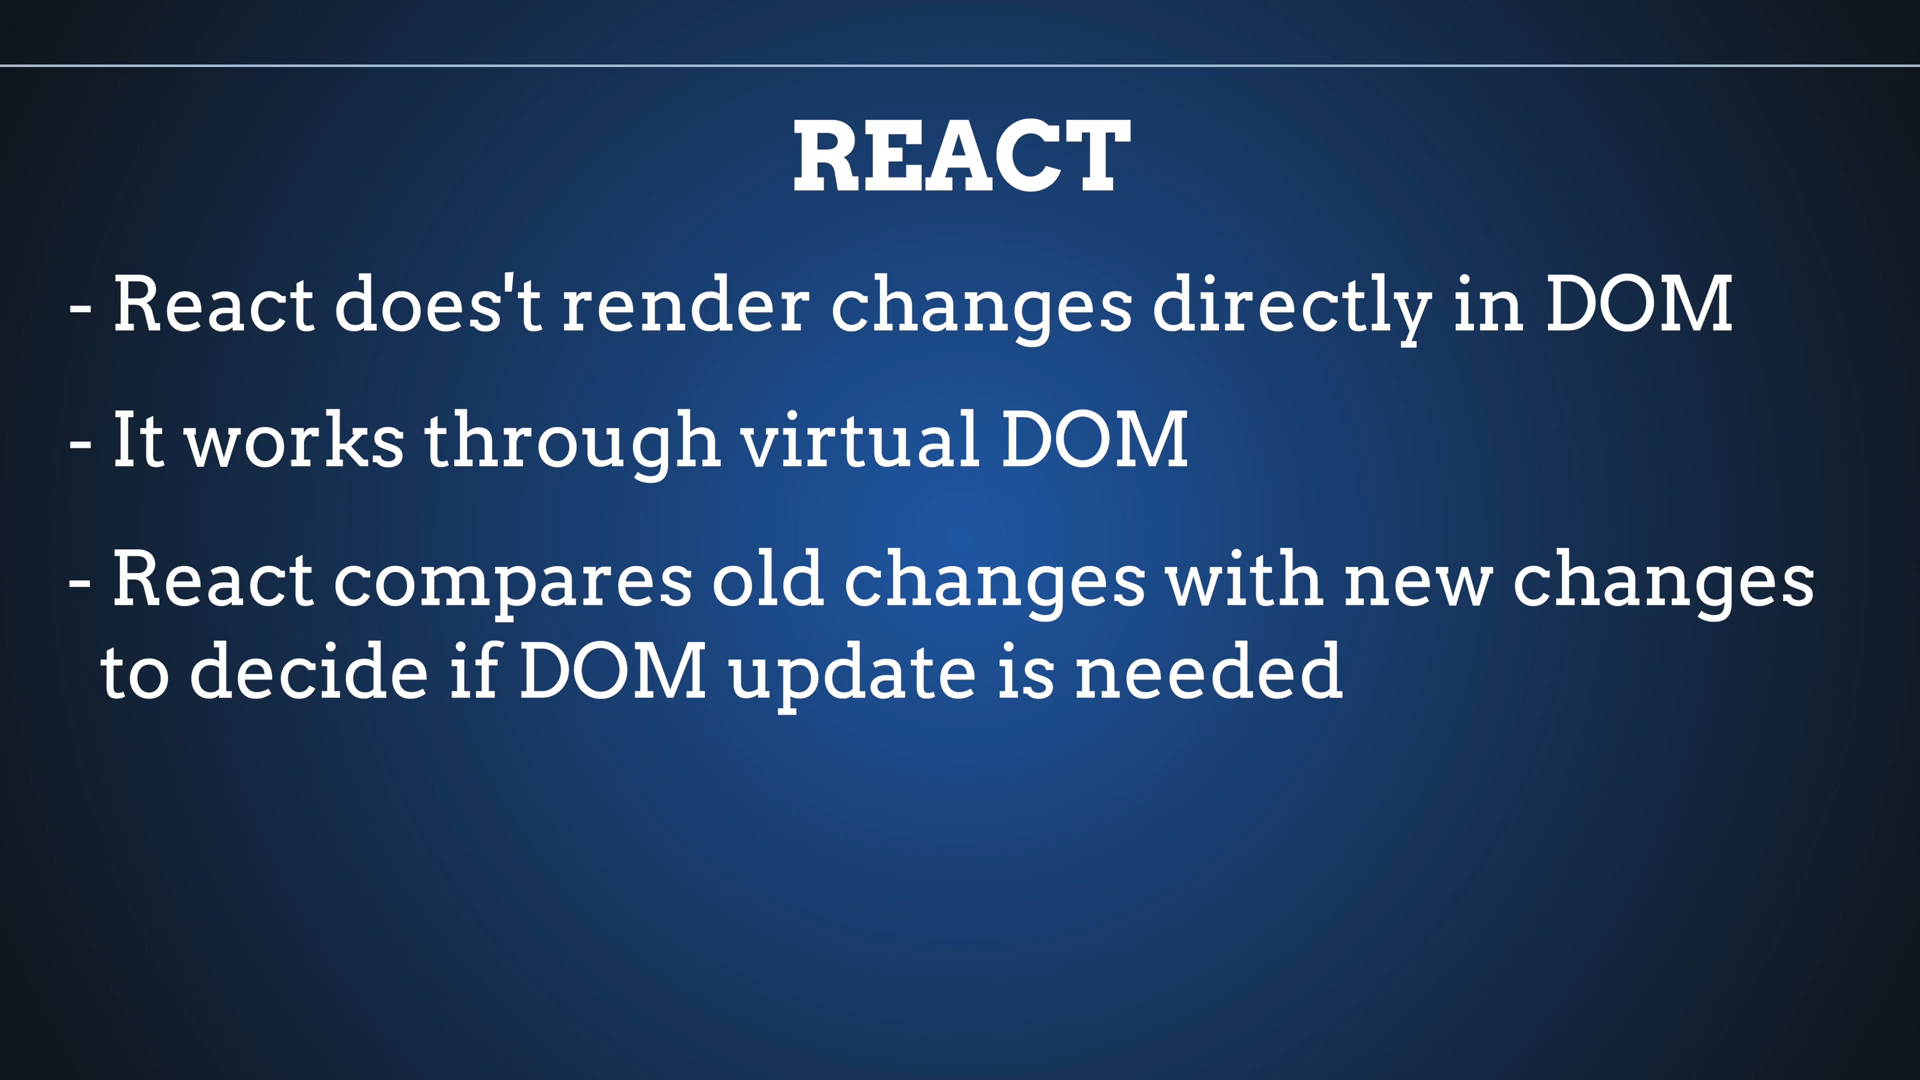 REACT
- React does't render changes directly in DOM
- It works through virtual DOM
- React compares old changes with new changes
to decide if DOM update is needed